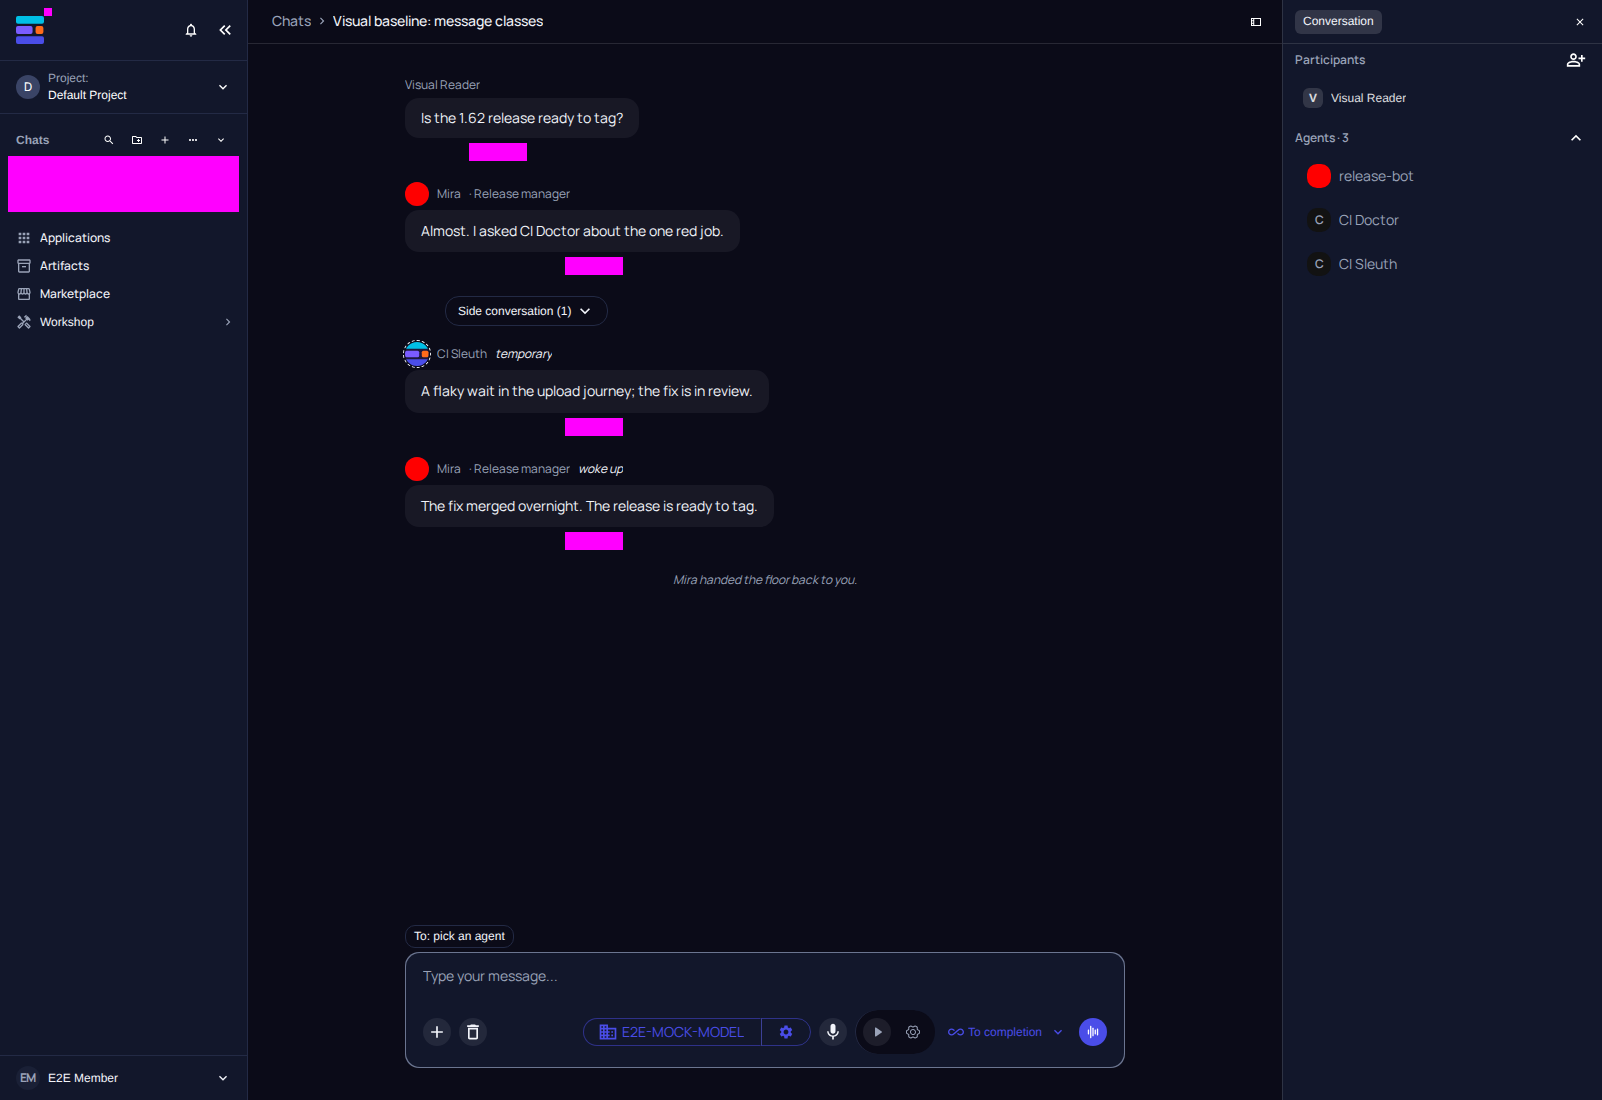 Project:
Default Project
Chats
Applications
Artifacts
Marketplace
Workshop
EM
E2E Member
D
Chats › Visual baseline: message classes
Visual Reader
Is the 1.62 release ready to tag?
Mira · Release manager
Almost. I asked CI Doctor about the one red job.
Side conversation (1)
CI Sleuth temporary
A flaky wait in the upload journey; the fix is in review.
Mira · Release manager woke up
The fix merged overnight. The release is ready to tag.
Mira handed the floor back to you.
To: pick an agent
Type your message...
E2E-MOCK-MODEL
To completion
Conversation
Participants
V Visual Reader
Agents · 3
release-bot
C CI Doctor
C CI Sleuth